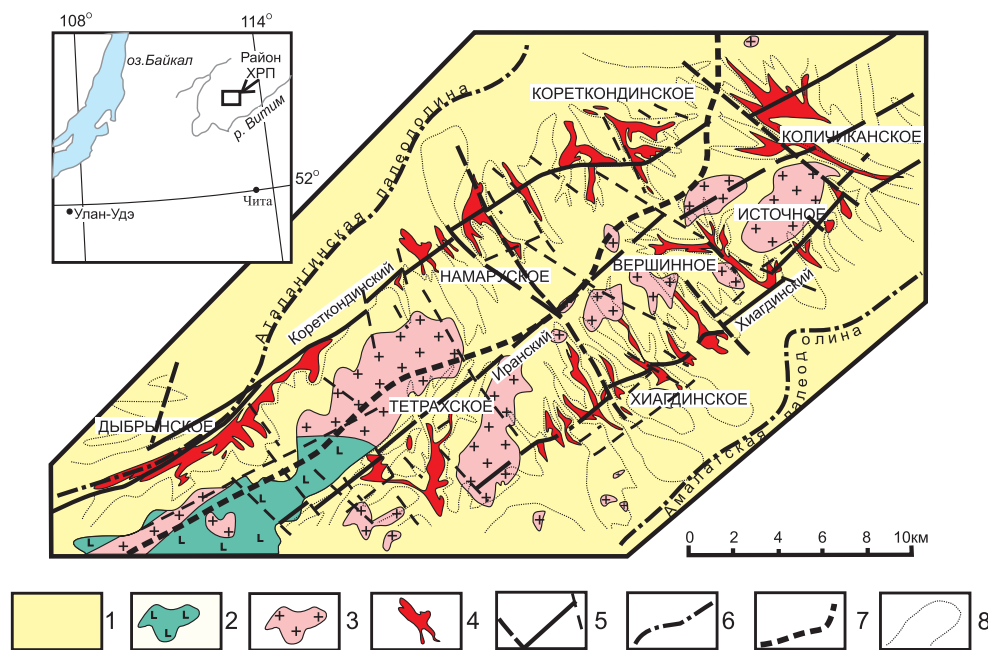 108°
114°
оз.Байкал
Район
ХРП
р. Витим
52°
Чита
Улан-Удэ
Атадангинская палеодолина
КОРЕТКОНДИНСКОЕ
КОЛИЧИКАНСКОЕ
ИСТОЧНОЕ
ВЕРШИННОЕ
НАМАРУСКОЕ
Кореткондинский
Хиагдинский
Иранский
ХИАГДИНСКОЕ
ТЕТРАХСКОЕ
ДЫБРЫНСКОЕ
Амалатская палеодолина
0 2 4 6 8 10км
1 2 3 4 5 6 7 8